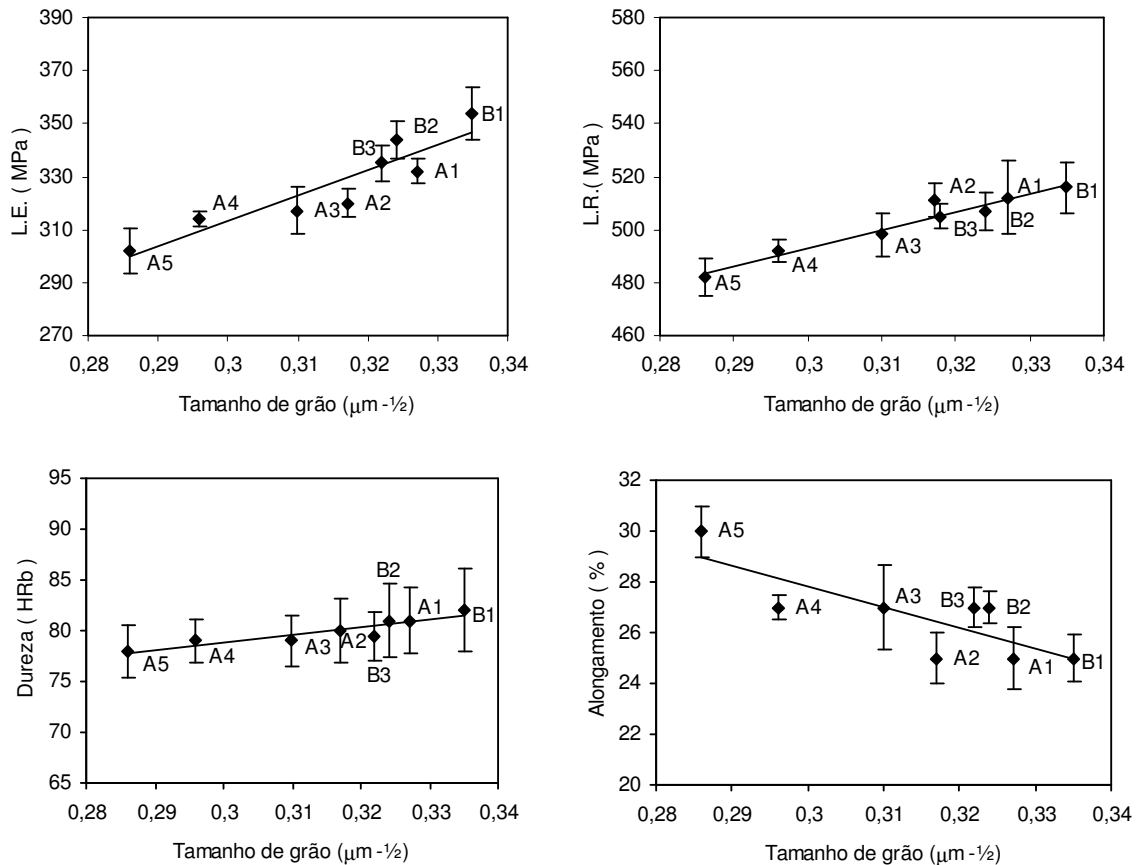 390
370
350
330
310
290
270
L.E. ( MPa )
B1
B2
B3
A1
A4
A3
A2
A5
0,28 0,29 0,3 0,31 0,32 0,33 0,34
Tamanho de grão (µm -½)
580
560
540
520
500
480
460
L.R.( MPa )
A2
A1
B1
B3
B2
A3
A4
A5
0,28 0,29 0,3 0,31 0,32 0,33 0,34
Tamanho de grão (µm -½)
95
90
85
80
75
70
65
Dureza ( HRb )
B2
A1
B1
A5
A4
A3
A2
B3
0,28 0,29 0,3 0,31 0,32 0,33 0,34
Tamanho de grão (µm -½)
32
30
28
26
24
22
20
Alongamento ( % )
A5
A3
A4
B3
B2
A2
A1
B1
0,28 0,29 0,3 0,31 0,32 0,33 0,34
Tamanho de grão (µm -½)